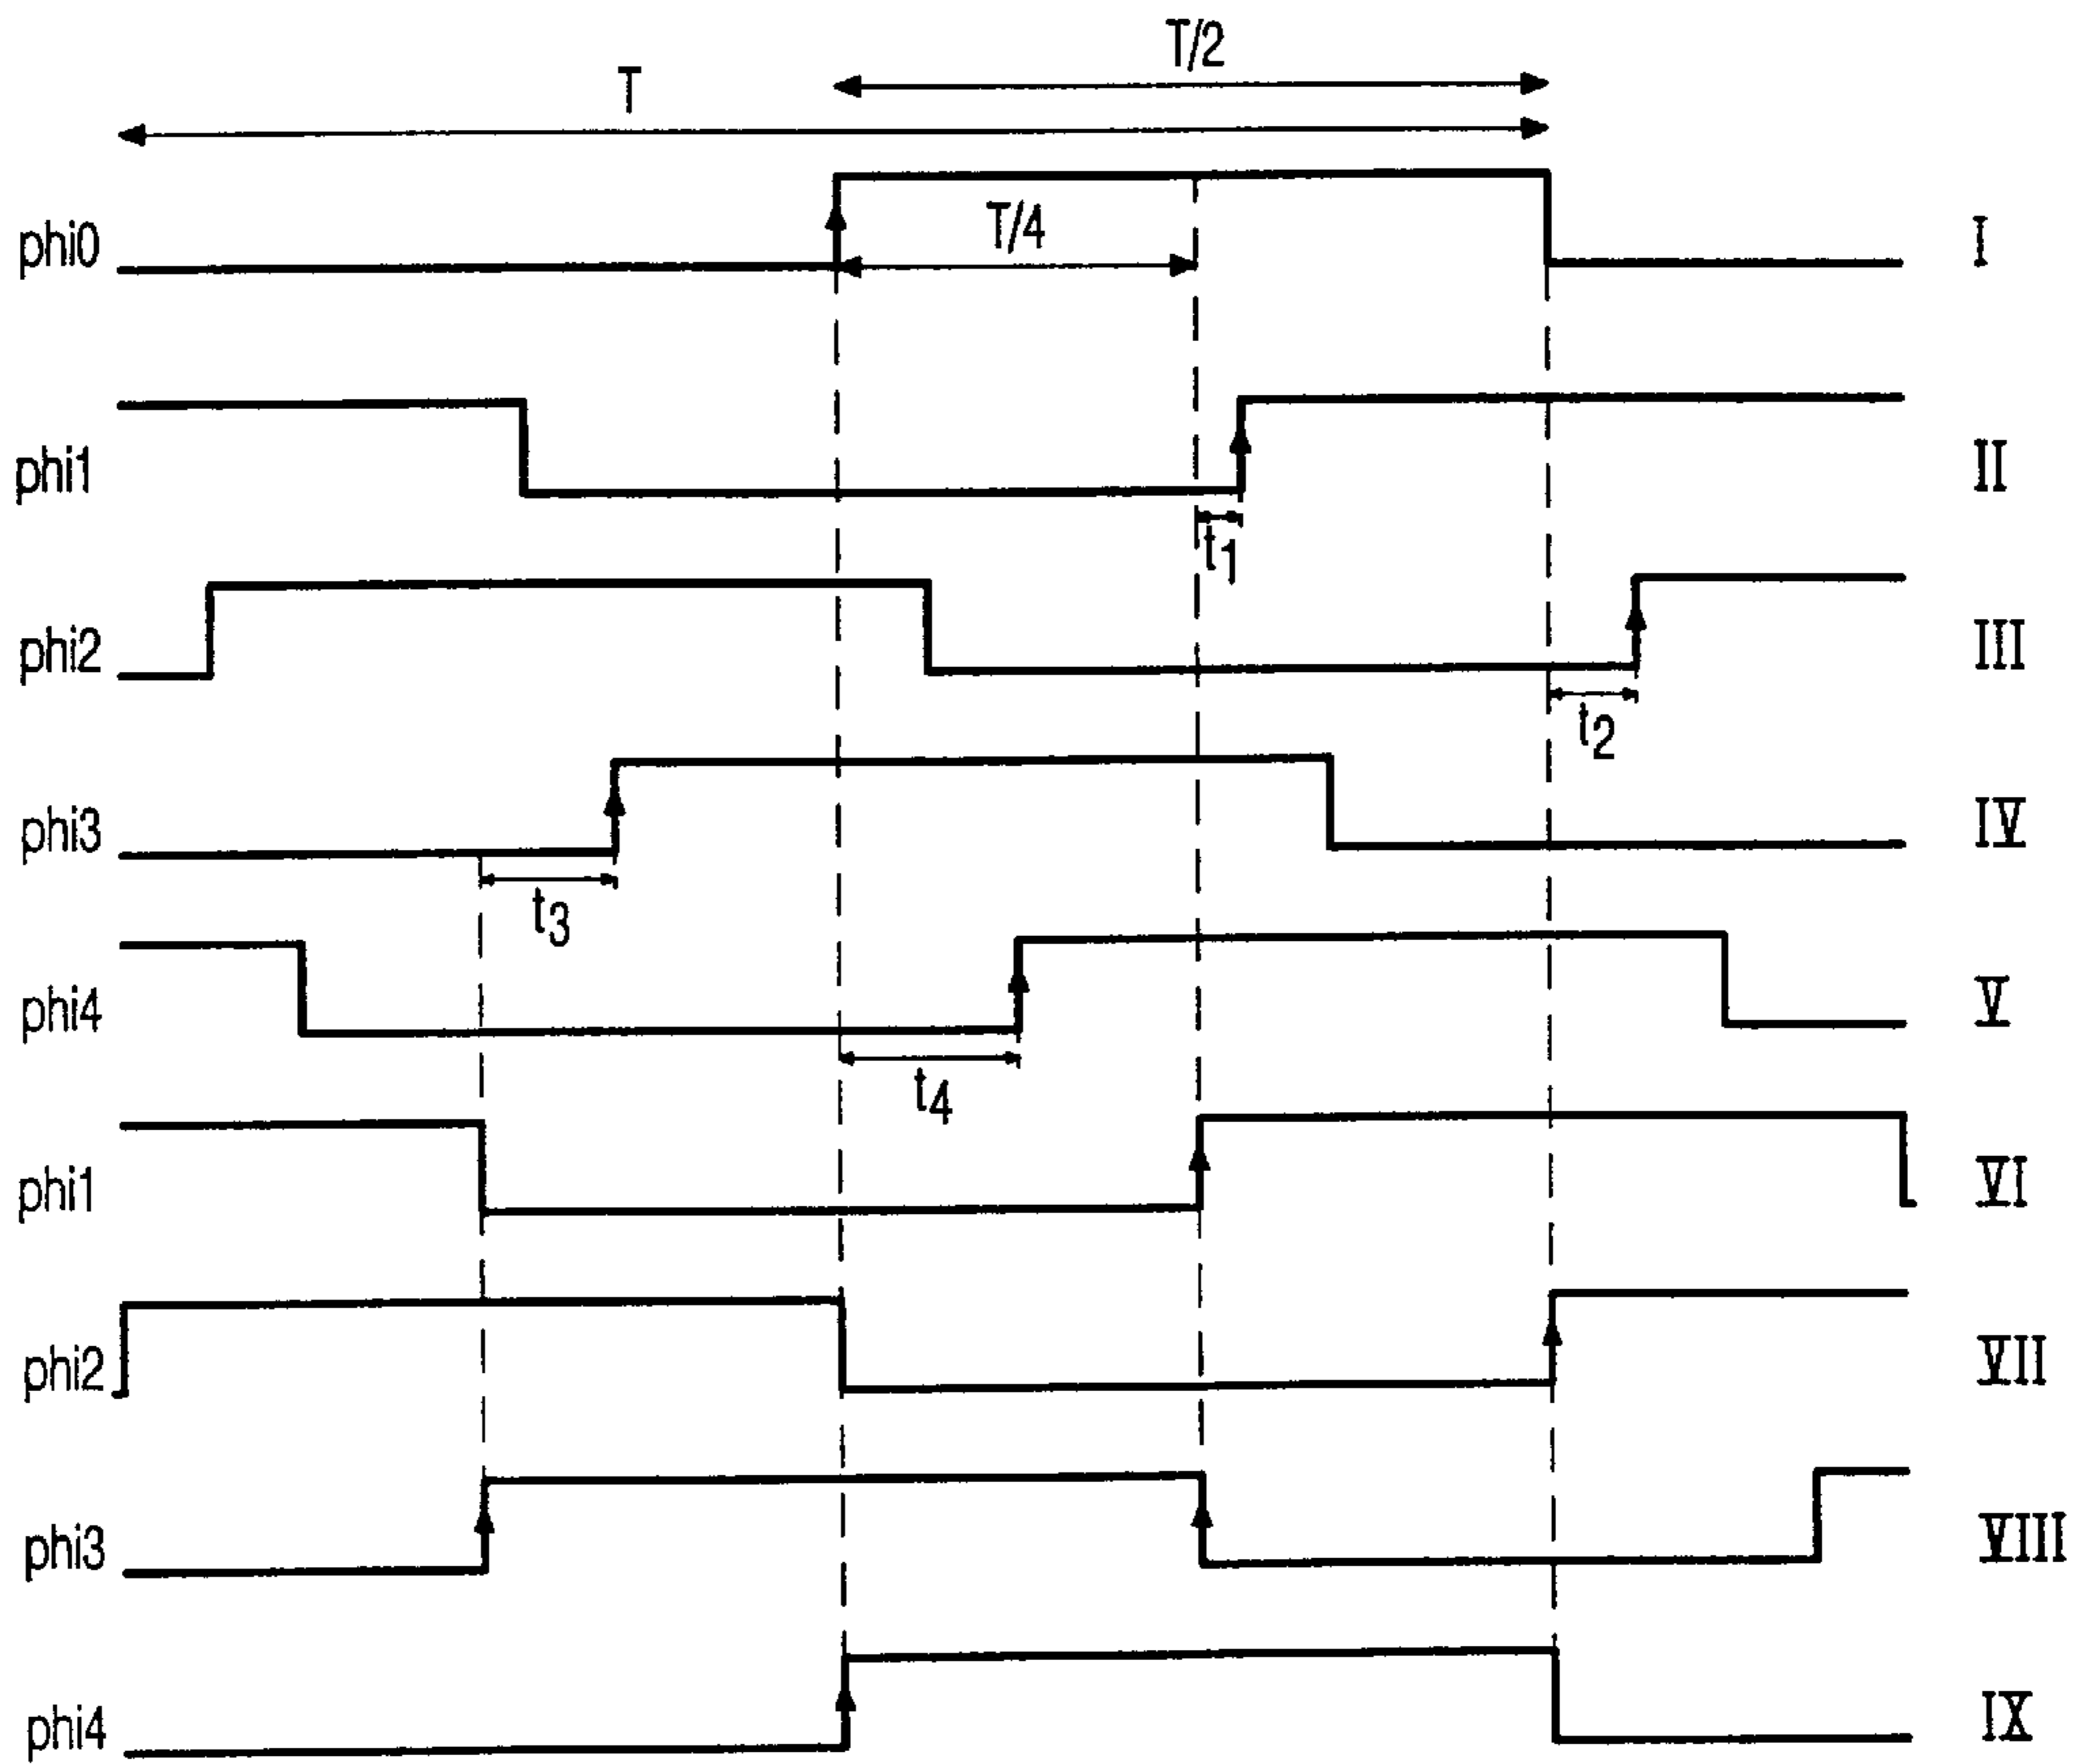 T/2
T
phi0 T/4 I
phi1 II
t1
phi2 III
t2
phi3 IV
t3
phi4 V
t4
phi1 VI
phi2 VII
phi3 VIII
phi4 IX